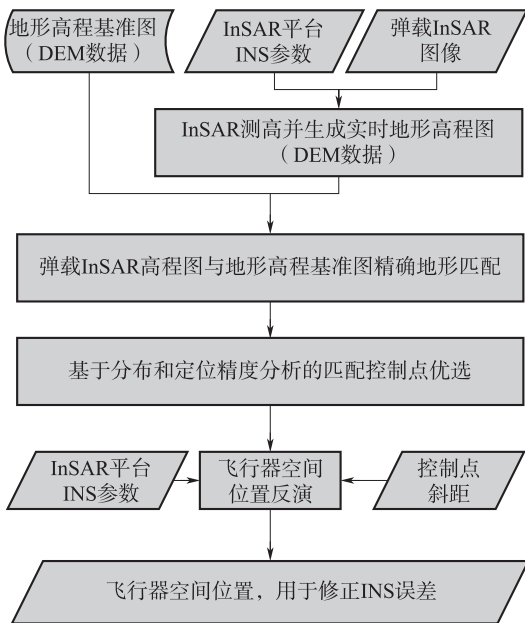 地形高程基准图
（DEM数据）
InSAR平台
INS参数
弹载InSAR
图像
InSAR测高并生成实时地形高程图
（DEM数据）
弹载InSAR高程图与地形高程基准图精确地形匹配
基于分布和定位精度分析的匹配控制点优选
InSAR平台
INS参数
飞行器空间
位置反演
控制点
斜距
飞行器空间位置，用于修正INS误差